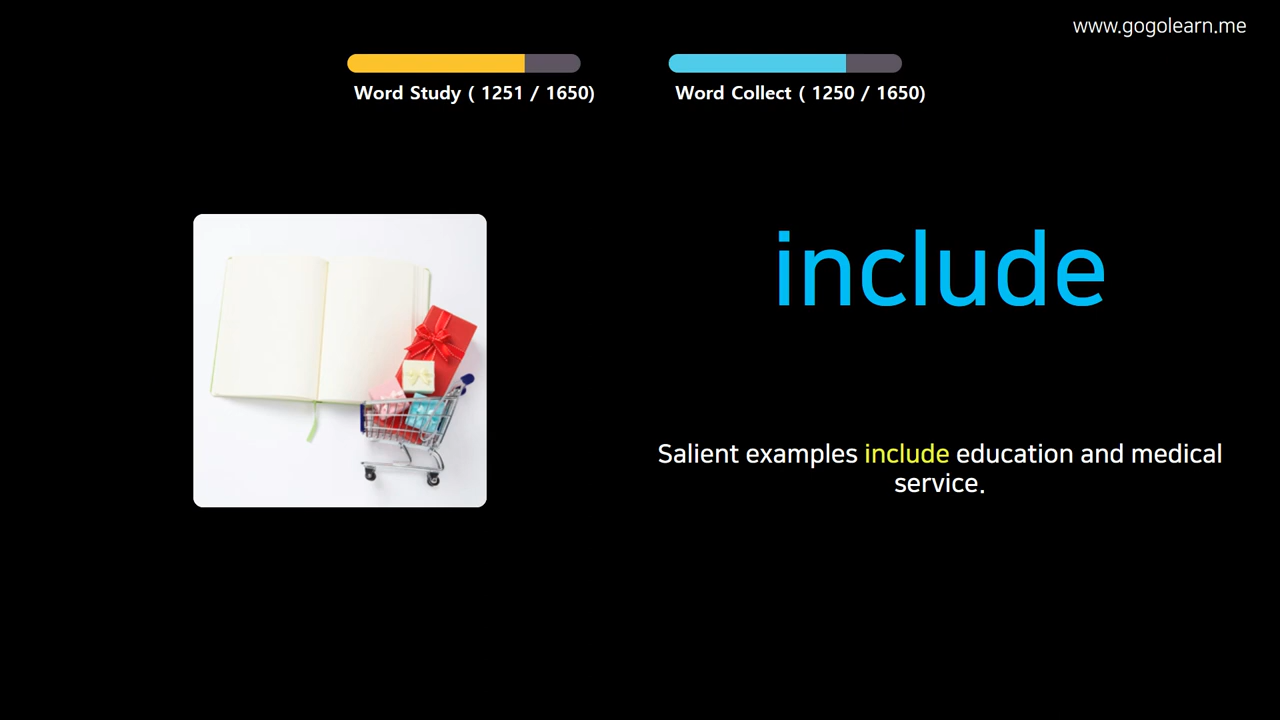 www.gogolearn.me
Word Study ( 1251 / 1650)
Word Collect ( 1250 / 1650)
include
Salient examples include education and medical
service.